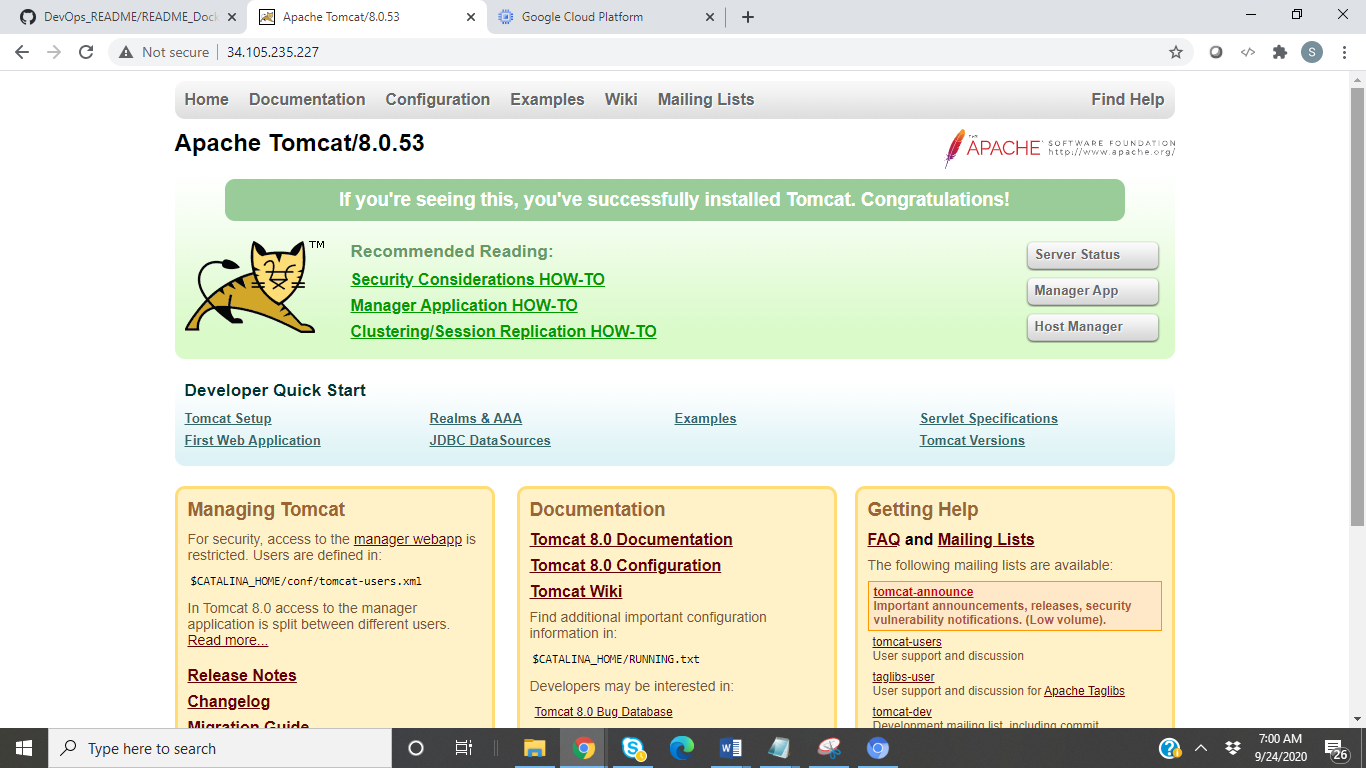 DevOps_README/README_Dock
Apache Tomcat/8.0.53
Google Cloud Platform
Not secure
34.105.235.227
S
Home Documentation Configuration Examples Wiki Mailing Lists Find Help
Apache Tomcat/8.0.53
THE
APACHE
SOFTWARE FOUNDATION
http://www.apache.org/
If you're seeing this, you've successfully installed Tomcat. Congratulations!
TM
Recommended Reading:
Security Considerations HOW-TO
Manager Application HOW-TO
Clustering/Session Replication HOW-TO
Server Status
Manager App
Host Manager
Developer Quick Start
Tomcat Setup
First Web Application
Realms & AAA
JDBC DataSources
Examples
Servlet Specifications
Tomcat Versions
Managing Tomcat
For security, access to the manager webapp is
restricted. Users are defined in:
$CATALINA_HOME/conf/tomcat-users.xml
In Tomcat 8.0 access to the manager
application is split between different users.
Read more...
Release Notes
Changelog
Migration Guide
Documentation
Tomcat 8.0 Documentation
Tomcat 8.0 Configuration
Tomcat Wiki
Find additional important configuration
information in:
$CATALINA_HOME/RUNNING.txt
Developers may be interested in:
Tomcat 8.0 Bug Database
Getting Help
FAQ and Mailing Lists
The following mailing lists are available:
tomcat-announce
Important announcements, releases, security
vulnerability notifications. (Low volume).
tomcat-users
User support and discussion
taglibs-user
User support and discussion for Apache Taglibs
tomcat-dev
Development mailing list, including commit
Type here to search
7:00 AM
9/24/2020
26